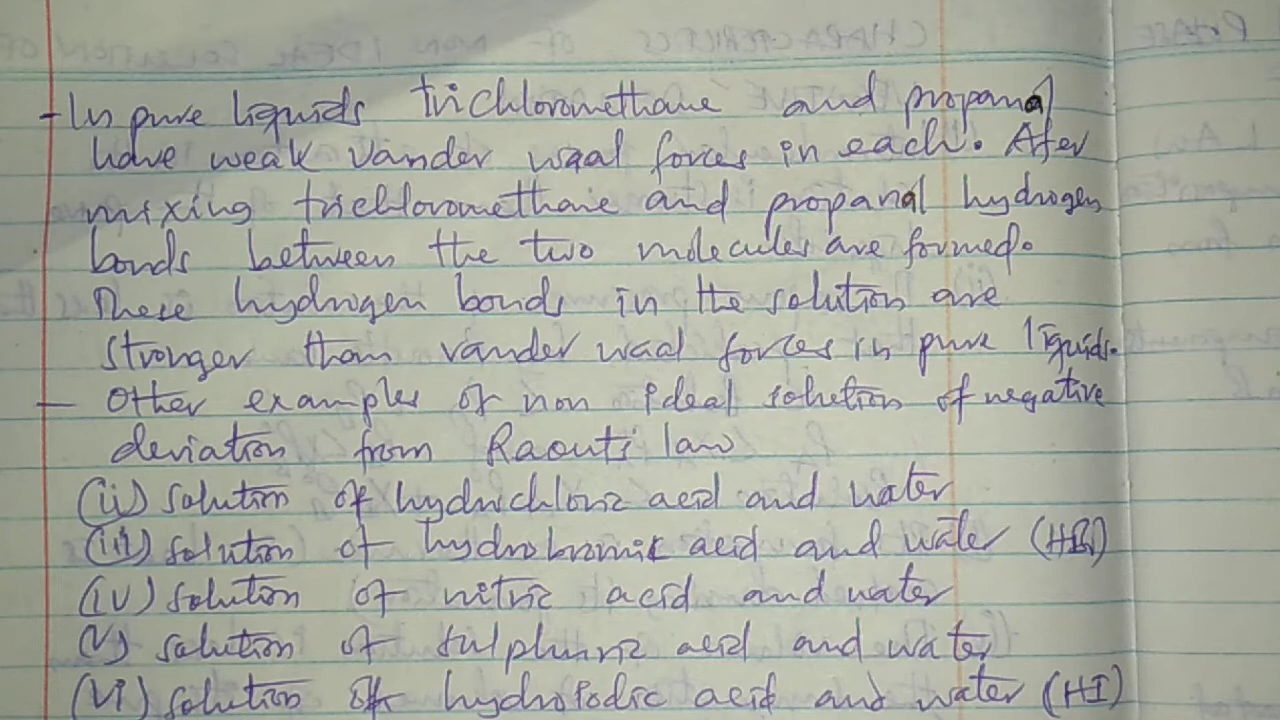 - In pure liquids trichloromethane and propanal
have weak Vander waal forces in each. After
mixing trichloromethane and propanal hydrogen
bonds between the two molecules are formed.
These hydrogen bonds in the solution are
stronger than vander waal forces in pure liquids.
- Other examples of non ideal solution of negative
deviation from Raoults law
(ii) solution of hydrichloric acid and water
(iii) solution of hydrobromic acid and water (HBr)
(iv) solution of nitric acid and water
(v) solution of sulphuric acid and water
(vi) solution of hydroiodic acid and water (HI)